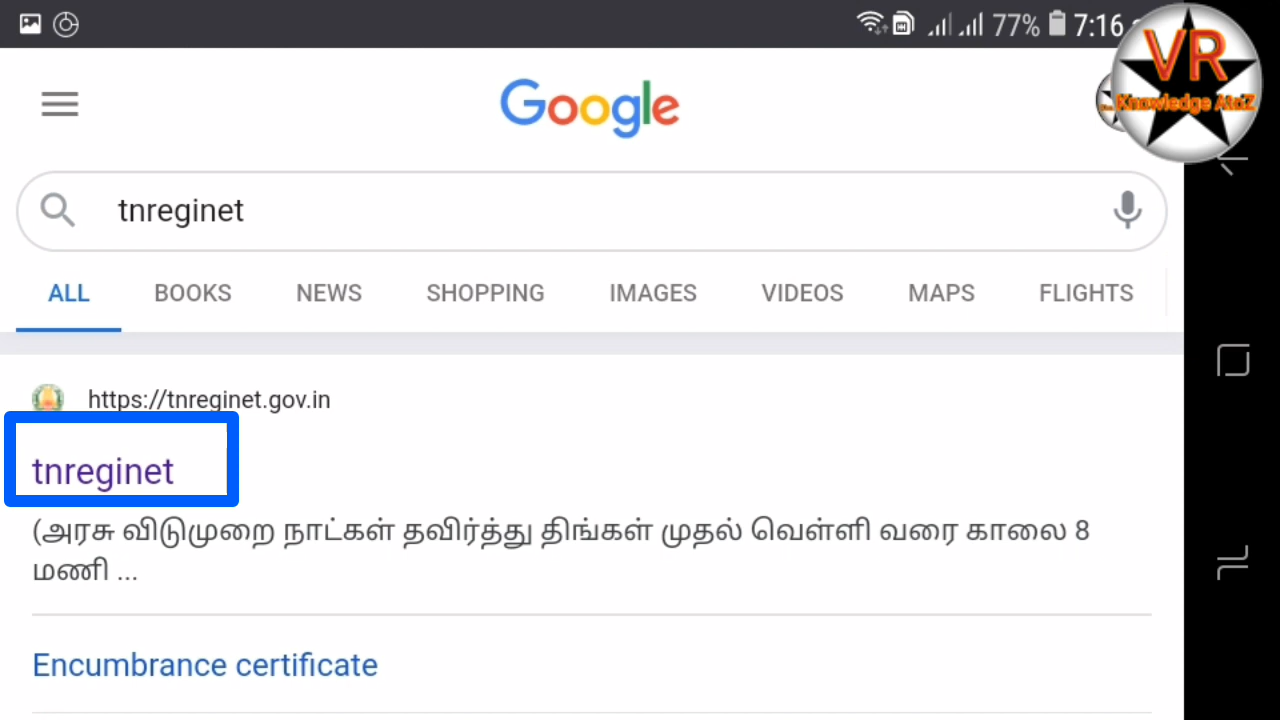 77% 7:16
VR
Knowledge AtoZ
Google
tnreginet
ALL BOOKS NEWS SHOPPING IMAGES VIDEOS MAPS FLIGHTS
https://tnreginet.gov.in
tnreginet
(அரசு விடுமுறை நாட்கள் தவிர்த்து திங்கள் முதல் வெள்ளி வரை காலை 8
மணி ...
Encumbrance certificate